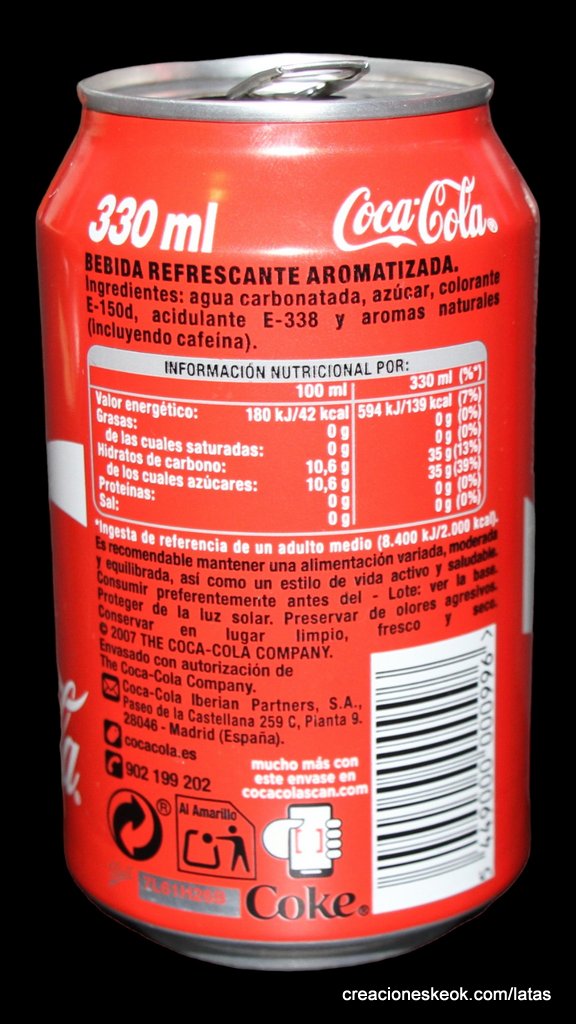 330 ml
Coca-Cola®
BEBIDA REFRESCANTE AROMATIZADA.
Ingredientes: agua carbonatada, azúcar, colorante
E-150d, acidulante E-338 y aromas naturales
(incluyendo cafeína).
INFORMACIÓN NUTRICIONAL POR:
100 ml 330 ml (%*)
Valor energético: 180 kJ/42 kcal 594 kJ/139 kcal (7%)
Grasas: 0 g 0 g (0%)
de las cuales saturadas: 0 g 0 g (0%)
Hidratos de carbono: 10,6 g 35 g (13%)
de los cuales azúcares: 10,6 g 35 g (39%)
Proteínas: 0 g 0 g (0%)
Sal: 0 g 0 g (0%)
*Ingesta de referencia de un adulto medio (8.400 kJ/2.000 kcal).
Es recomendable mantener una alimentación variada, moderada
y equilibrada, así como un estilo de vida activo y saludable.
Consumir preferentemente antes del - Lote: ver la base.
Proteger de la luz solar. Preservar de olores agresivos.
Conservar en lugar limpio, fresco y seco.
© 2007 THE COCA-COLA COMPANY.
Envasado con autorización de
The Coca-Cola Company.
Coca-Cola Iberian Partners, S.A.,
Paseo de la Castellana 259 C, Planta 9.
28046 - Madrid (España).
cocacola.es
902 199 202
mucho más con
este envase en
cocacolascan.com
®
Al Amarillo
Coke®
5 449000 000996 >
creacioneskeok.com/latas